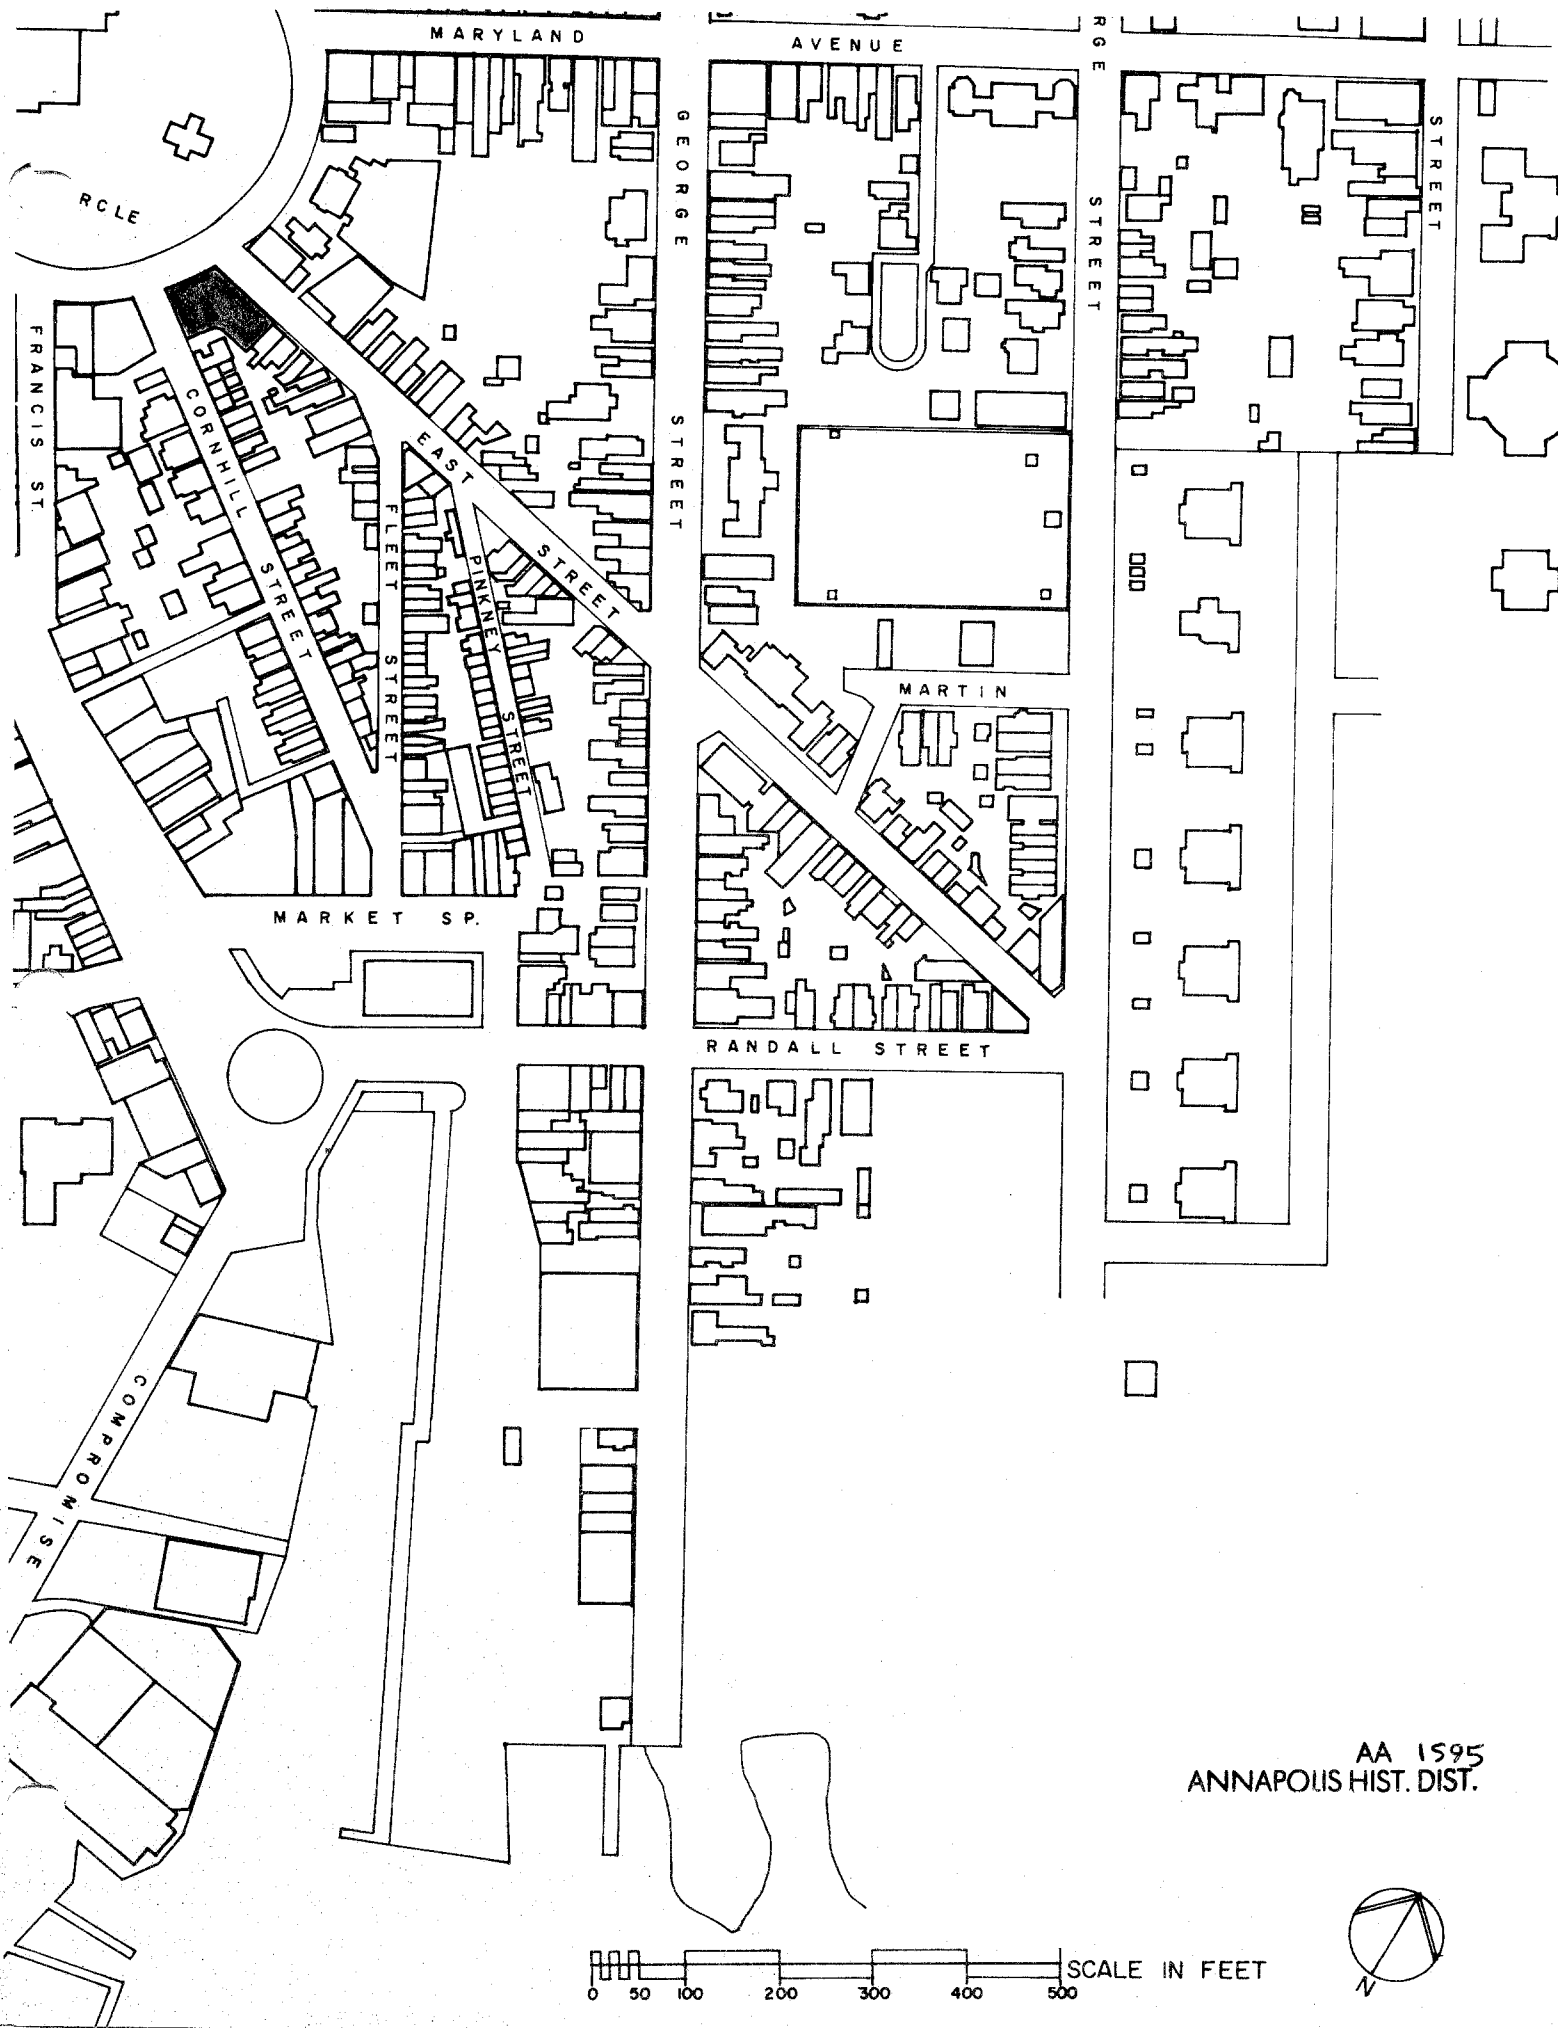 MARYLAND
AVENUE
RGE
STREET
STREET
GEORGE
STREET
RCLE
FRANCIS ST.
CORNHILL
STREET
EAST
STREET
FLEET
STREET
PINKNEY
STREET
MARTIN
MARKET SP.
RANDALL STREET
COMPROMISE
AA 1595
ANNAPOLIS HIST. DIST.
0 50 100 200 300 400 500
SCALE IN FEET
N